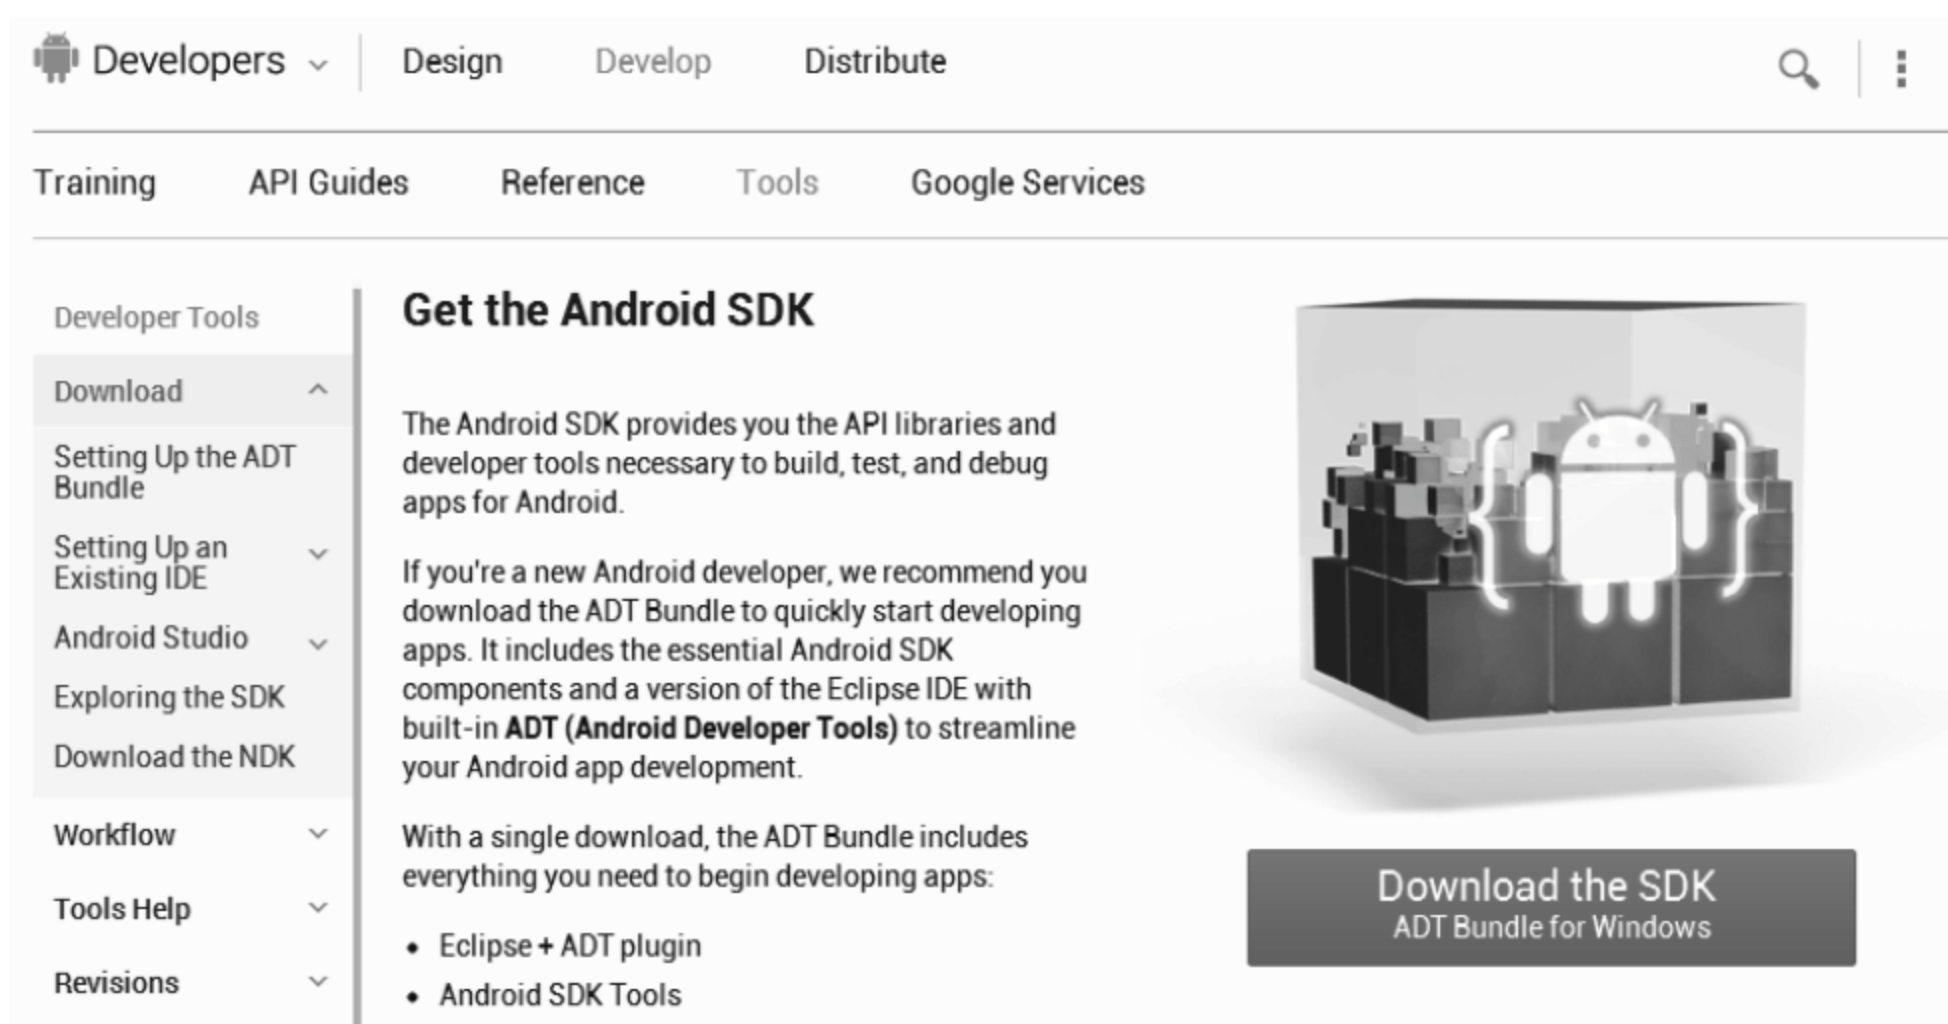 Developers Design Develop Distribute
Training API Guides Reference Tools Google Services
Developer Tools
Download
Setting Up the ADT
Bundle
Setting Up an
Existing IDE
Android Studio
Exploring the SDK
Download the NDK
Workflow
Tools Help
Revisions
Get the Android SDK
The Android SDK provides you the API libraries and
developer tools necessary to build, test, and debug
apps for Android.
If you're a new Android developer, we recommend you
download the ADT Bundle to quickly start developing
apps. It includes the essential Android SDK
components and a version of the Eclipse IDE with
built-in ADT (Android Developer Tools) to streamline
your Android app development.
With a single download, the ADT Bundle includes
everything you need to begin developing apps:
• Eclipse + ADT plugin
• Android SDK Tools
{ }
Download the SDK
ADT Bundle for Windows